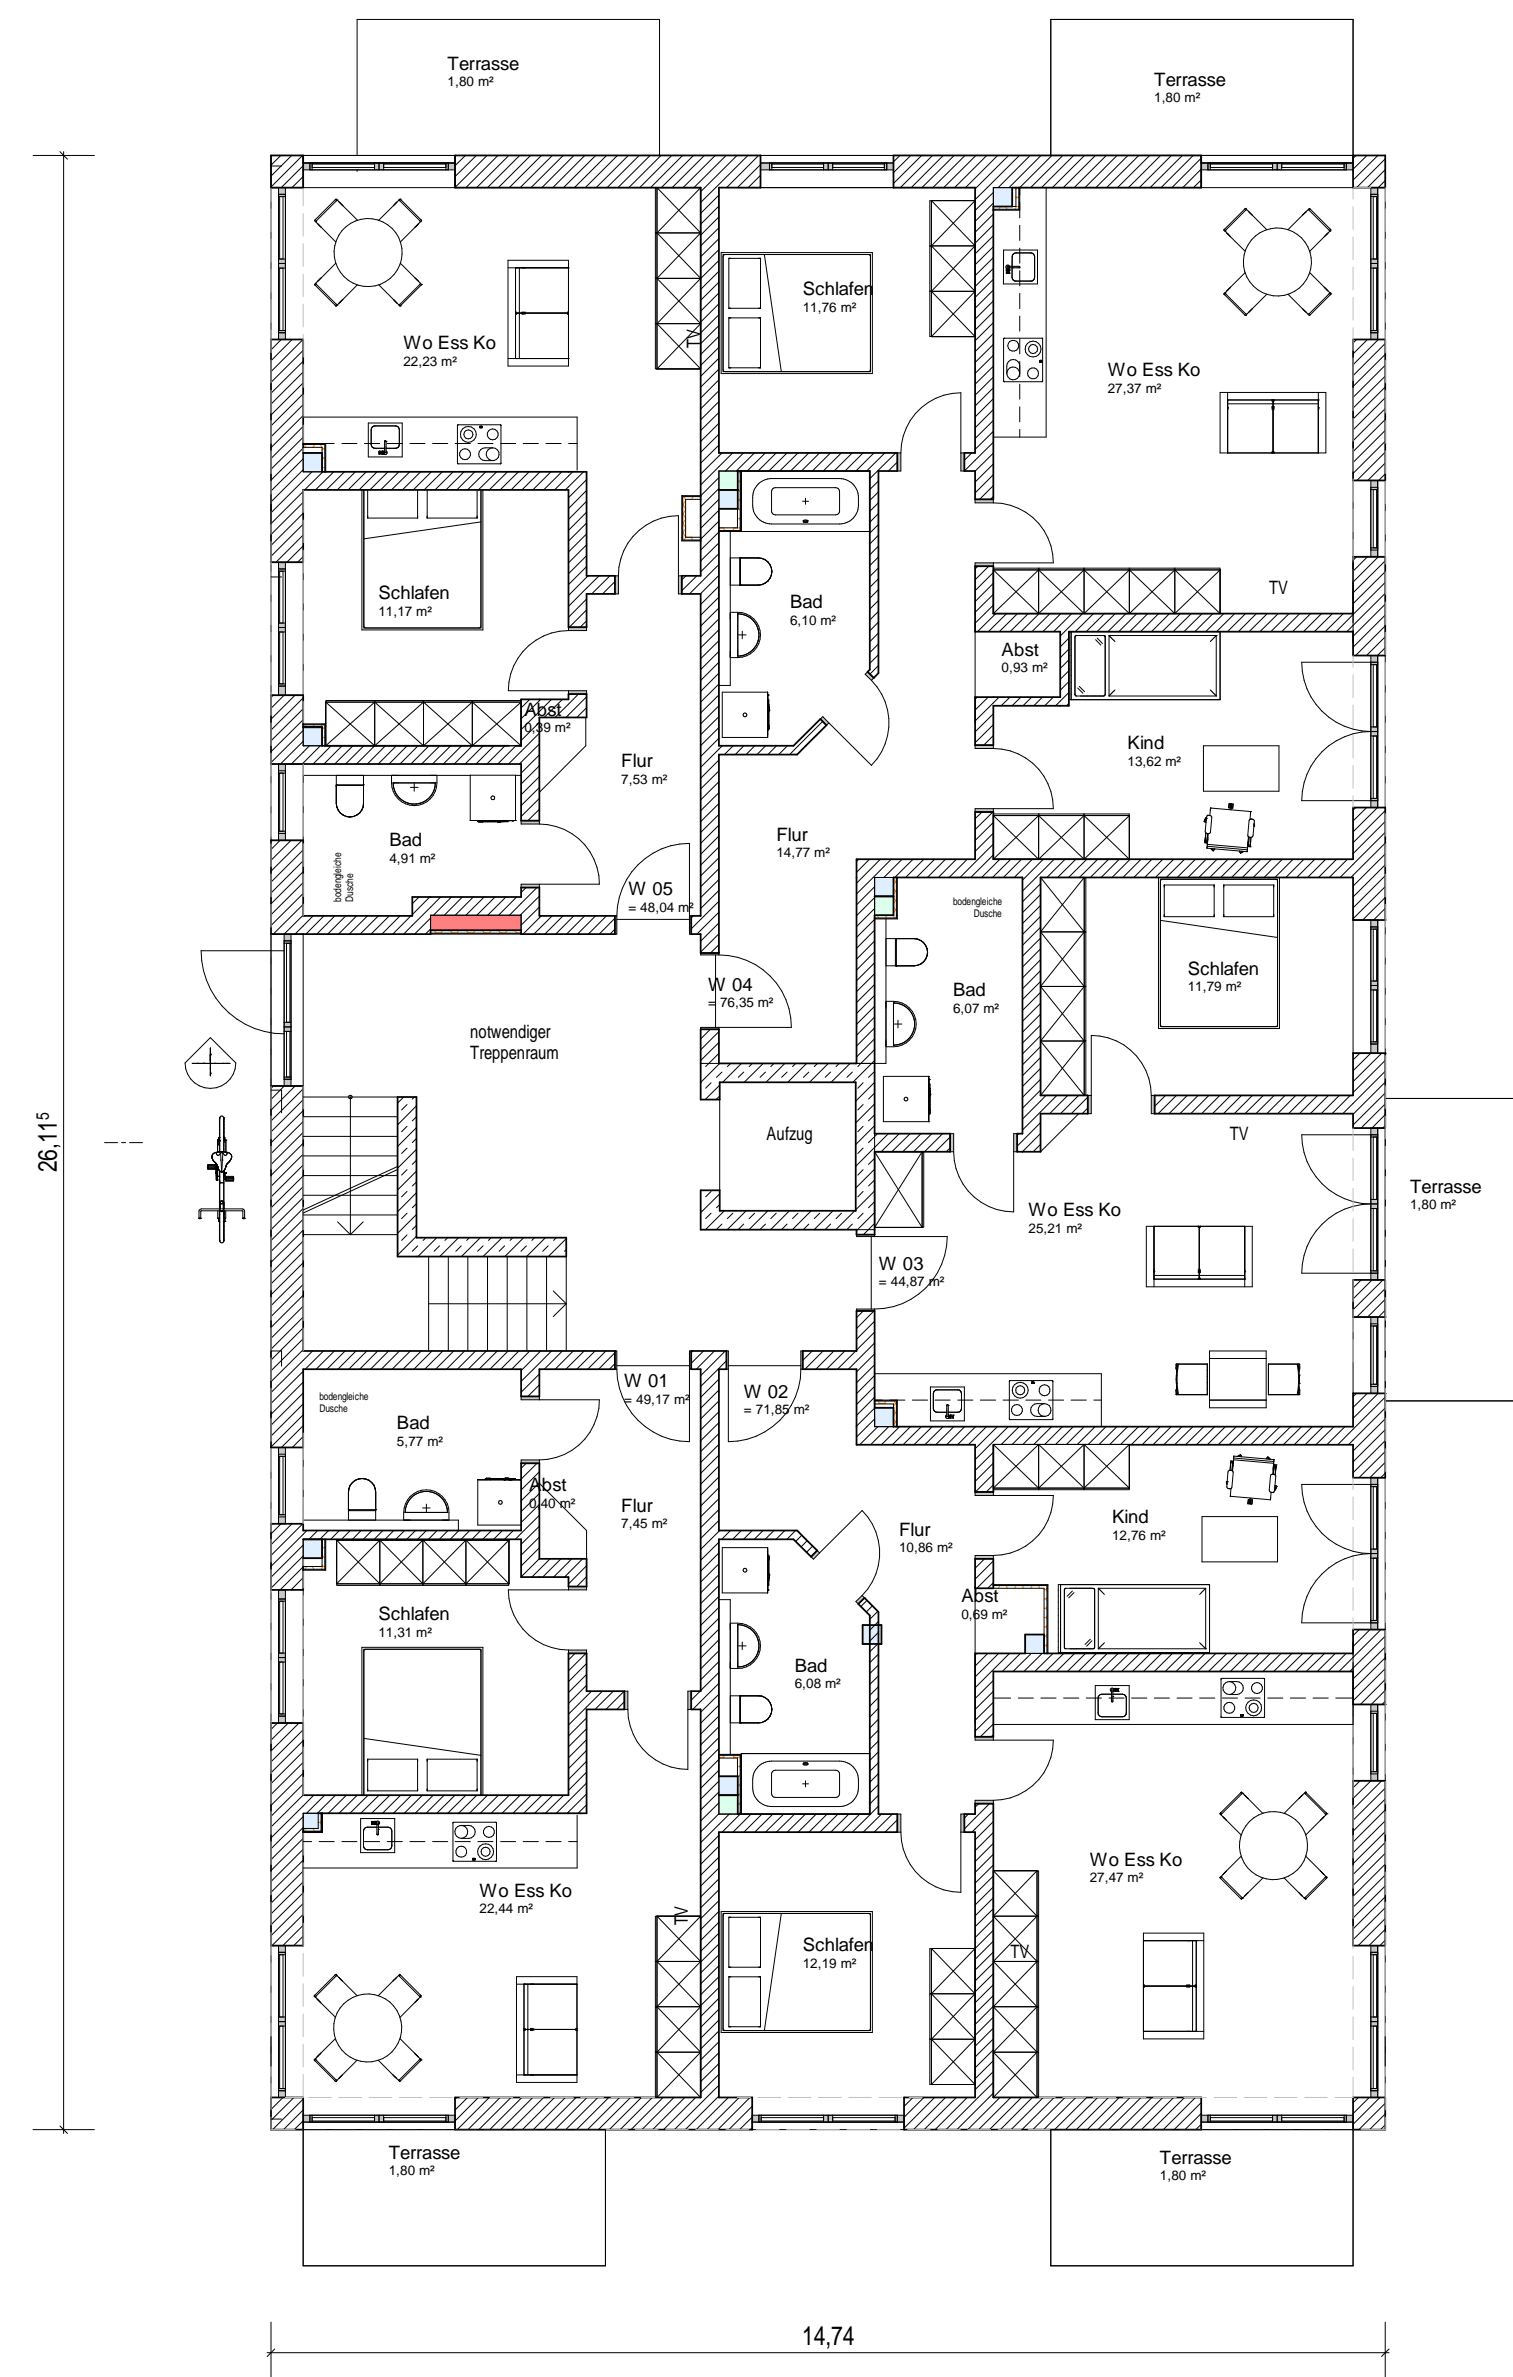 Terrasse
1,80 m²
Terrasse
1,80 m²
Schlafen
11,76 m²
Wo Ess Ko
22,23 m²
TV
Wo Ess Ko
27,37 m²
Schlafen
11,17 m²
Bad
6,10 m²
TV
Abst
0,93 m²
Abst
0,39 m²
Flur
7,53 m²
Kind
13,62 m²
Bad
4,91 m²
bodengleiche
Dusche
Flur
14,77 m²
W 05
= 48,04 m²
bodengleiche
Dusche
Schlafen
11,79 m²
W 04
= 76,35 m²
Bad
6,07 m²
notwendiger
Treppenraum
26,11⁵
Aufzug
TV
Wo Ess Ko
25,21 m²
Terrasse
1,80 m²
W 03
= 44,87 m²
W 01
= 49,17 m²
W 02
= 71,85 m²
bodengleiche
Dusche
Bad
5,77 m²
Abst
0,40 m²
Flur
7,45 m²
Flur
10,86 m²
Kind
12,76 m²
Schlafen
11,31 m²
Abst
0,69 m²
Bad
6,08 m²
Wo Ess Ko
22,44 m²
TV
Wo Ess Ko
27,47 m²
Schlafen
12,19 m²
TV
Terrasse
1,80 m²
Terrasse
1,80 m²
14,74